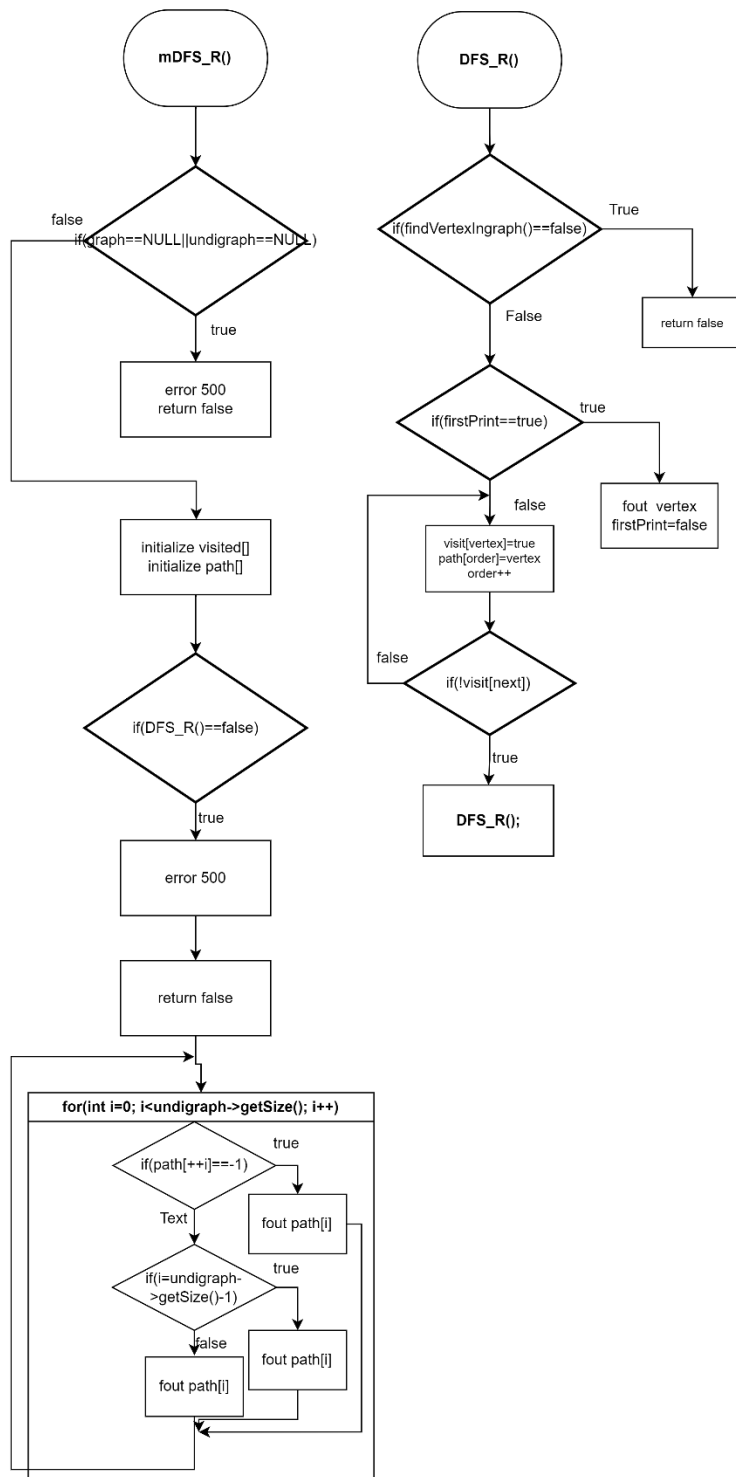 mDFS_R()
false
if(graph==NULL||undigraph==NULL)
true
error 500
return false
initialize visited[]
initialize path[]
if(DFS_R()==false)
true
error 500
return false
for(int i=0; i<undigraph->getSize(); i++)
true
if(path[++i]==-1)
fout path[i]
Text
true
if(i=undigraph-
>getSize()-1)
false
fout path[i]
fout path[i]
DFS_R()
True
if(findVertexIngraph()==false)
return false
False
true
if(firstPrint==true)
fout  vertex
firstPrint=false
false
visit[vertex]=true
path[order]=vertex
order++
false
if(!visit[next])
true
DFS_R();